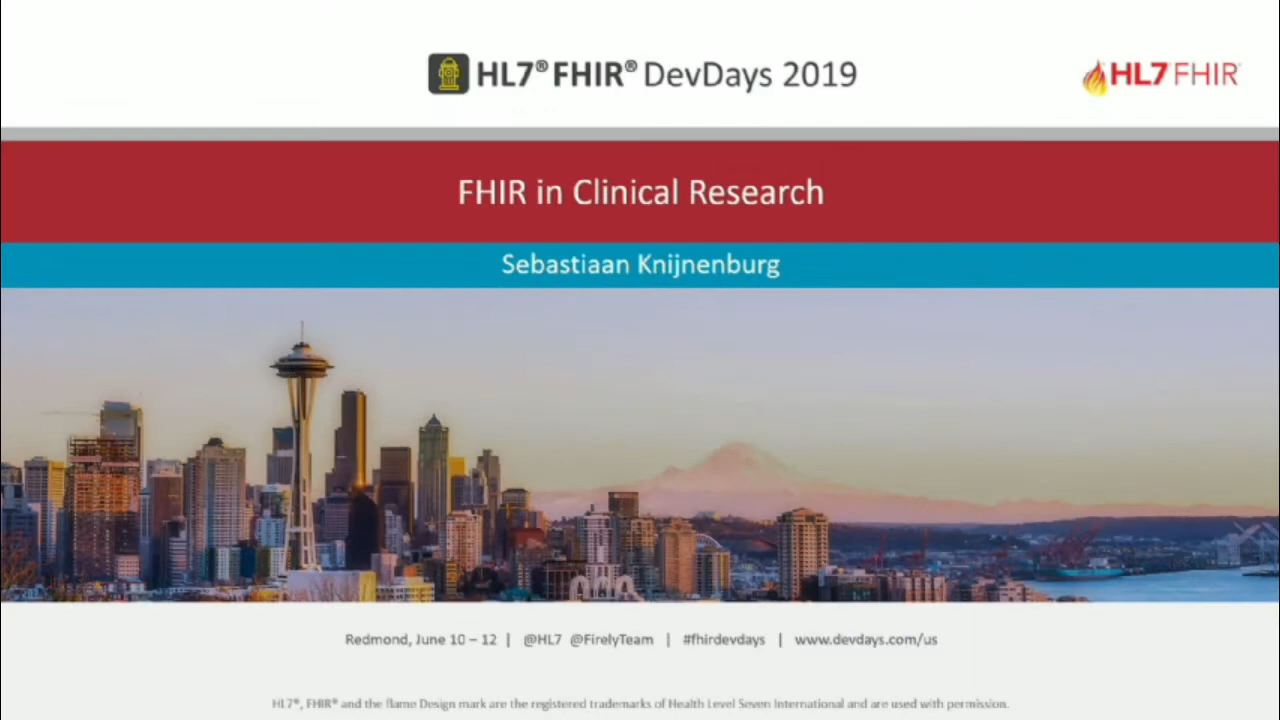 HL7® FHIR® DevDays 2019
HL7 FHIR®
FHIR in Clinical Research
Sebastiaan Knijnenburg
Redmond, June 10 – 12 | @HL7 @FirelyTeam | #fhirdevdays | www.devdays.com/us
HL7®, FHIR® and the flame Design mark are the registered trademarks of Health Level Seven International and are used with permission.